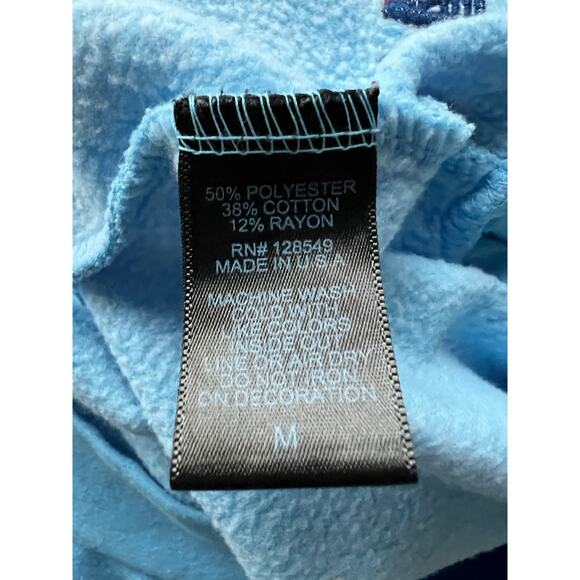 50% POLYESTER
38% COTTON
12% RAYON
RN# 128549
MADE IN U.S.A
MACHINE WASH
COLD WITH
LIKE COLORS
INSIDE OUT
LINE OR AIR DRY
DO NOT IRON
ON DECORATION
M